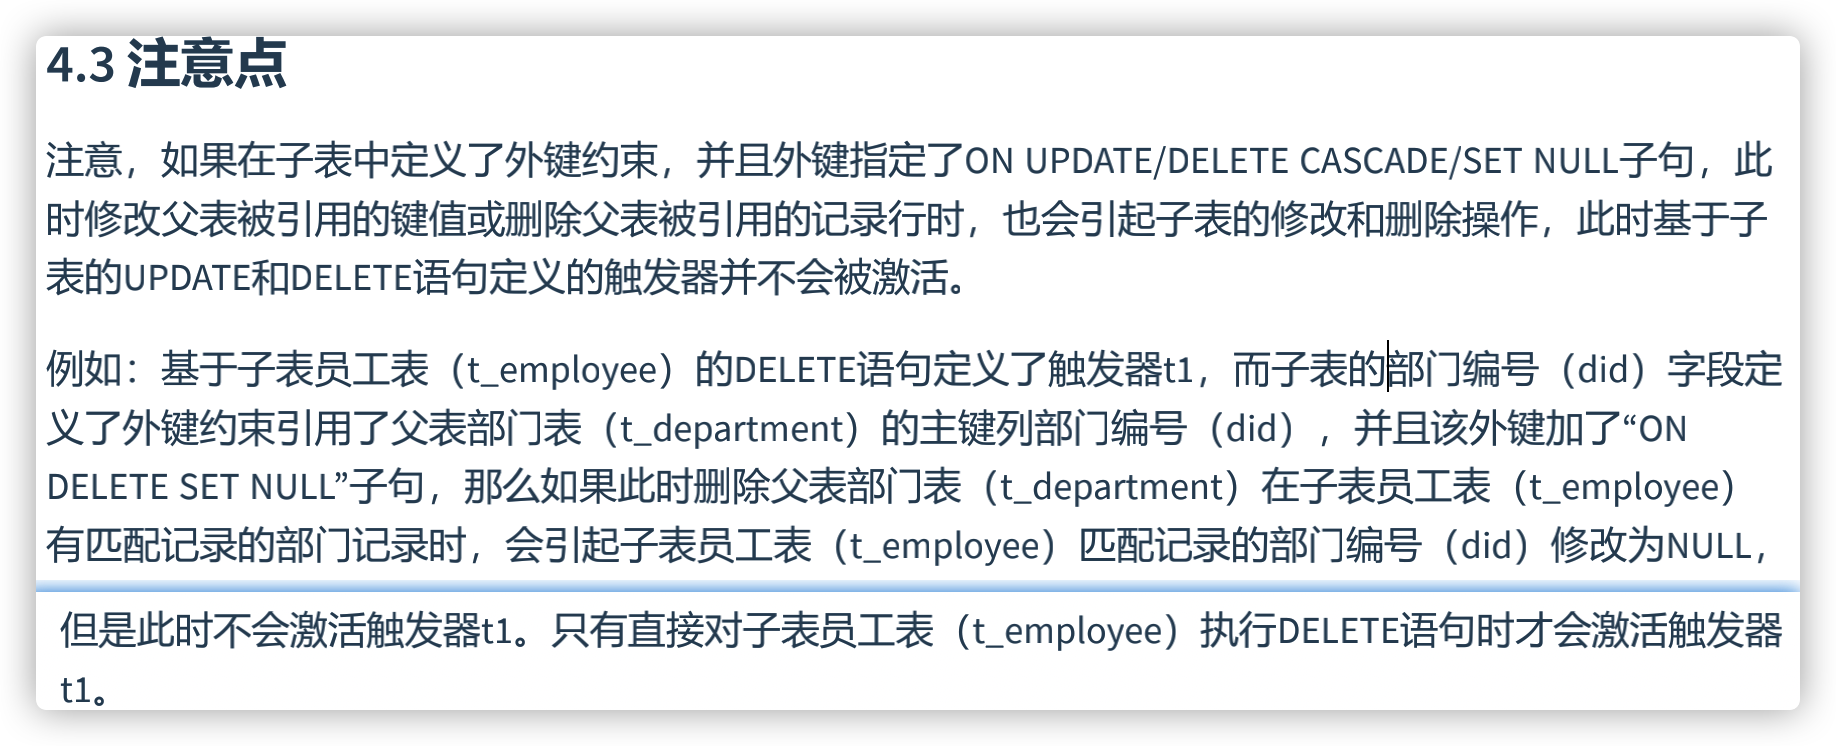 4.3 注意点
注意，如果在子表中定义了外键约束，并且外键指定了ON UPDATE/DELETE CASCADE/SET NULL子句，此
时修改父表被引用的键值或删除父表被引用的记录行时，也会引起子表的修改和删除操作，此时基于子
表的UPDATE和DELETE语句定义的触发器并不会被激活。
例如：基于子表员工表（t_employee）的DELETE语句定义了触发器t1，而子表的部门编号（did）字段定
义了外键约束引用了父表部门表（t_department）的主键列部门编号（did），并且该外键加了“ON
DELETE SET NULL”子句，那么如果此时删除父表部门表（t_department）在子表员工表（t_employee）
有匹配记录的部门记录时，会引起子表员工表（t_employee）匹配记录的部门编号（did）修改为NULL，
但是此时不会激活触发器t1。只有直接对子表员工表（t_employee）执行DELETE语句时才会激活触发器
t1。